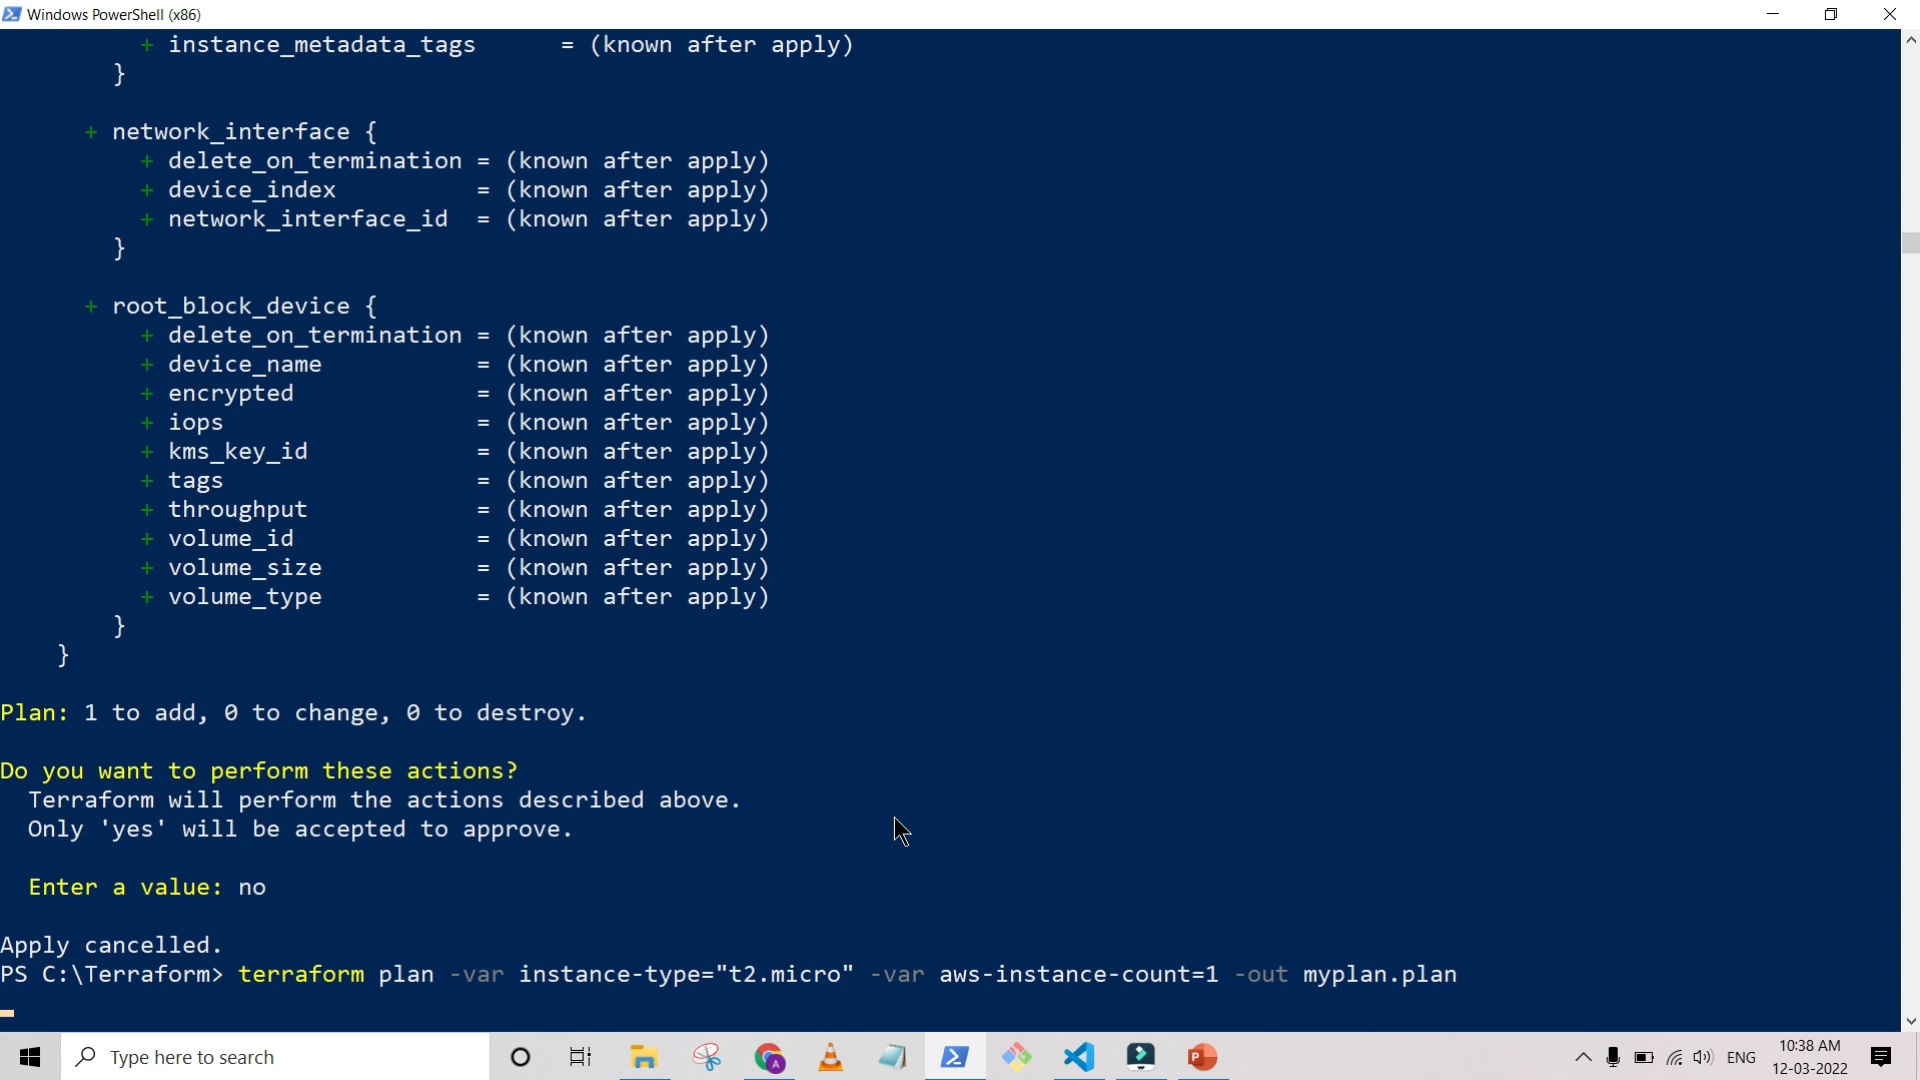 Windows PowerShell (x86)
+ instance_metadata_tags = (known after apply)
}
+ network_interface {
+ delete_on_termination = (known after apply)
+ device_index = (known after apply)
+ network_interface_id = (known after apply)
}
+ root_block_device {
+ delete_on_termination = (known after apply)
+ device_name = (known after apply)
+ encrypted = (known after apply)
+ iops = (known after apply)
+ kms_key_id = (known after apply)
+ tags = (known after apply)
+ throughput = (known after apply)
+ volume_id = (known after apply)
+ volume_size = (known after apply)
+ volume_type = (known after apply)
}
}
Plan: 1 to add, 0 to change, 0 to destroy.
Do you want to perform these actions?
Terraform will perform the actions described above.
Only 'yes' will be accepted to approve.
Enter a value: no
Apply cancelled.
PS C:\Terraform> terraform plan -var instance-type="t2.micro" -var aws-instance-count=1 -out myplan.plan
Type here to search
ENG
10:38 AM
12-03-2022